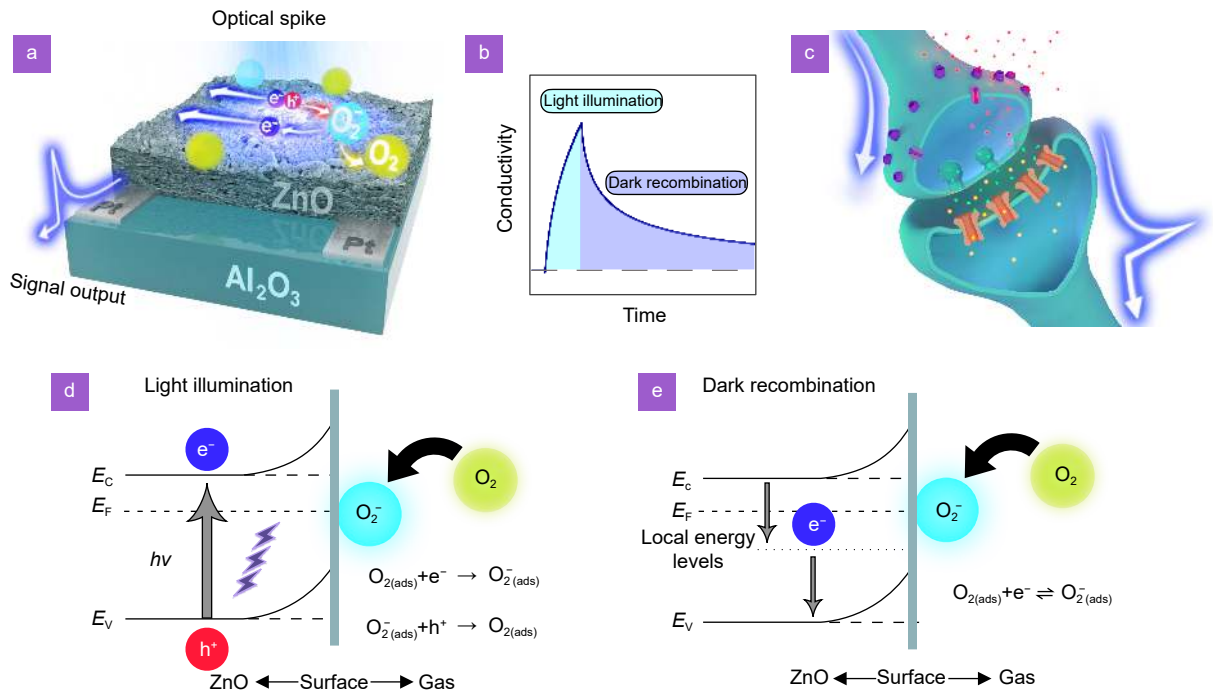 Optical spike
a
e⁻ h⁺
e⁻
O₂⁻
O₂
ZnO
Pt
Pt
Al₂O₃
Signal output
b
Light illumination
Dark recombination
Conductivity
Time
c
d
Light illumination
e⁻
E_C
E_F
hv
E_V
h⁺
O₂⁻
O₂
O₂₍ads₎+e⁻ → O₂⁻₍ads₎
O₂⁻₍ads₎+h⁺ → O₂₍ads₎
ZnO ← Surface → Gas
e
Dark recombination
E_c
E_F
e⁻
Local energy
levels
E_V
O₂⁻
O₂
O₂₍ads₎+e⁻ ⇌ O₂⁻₍ads₎
ZnO ← Surface → Gas